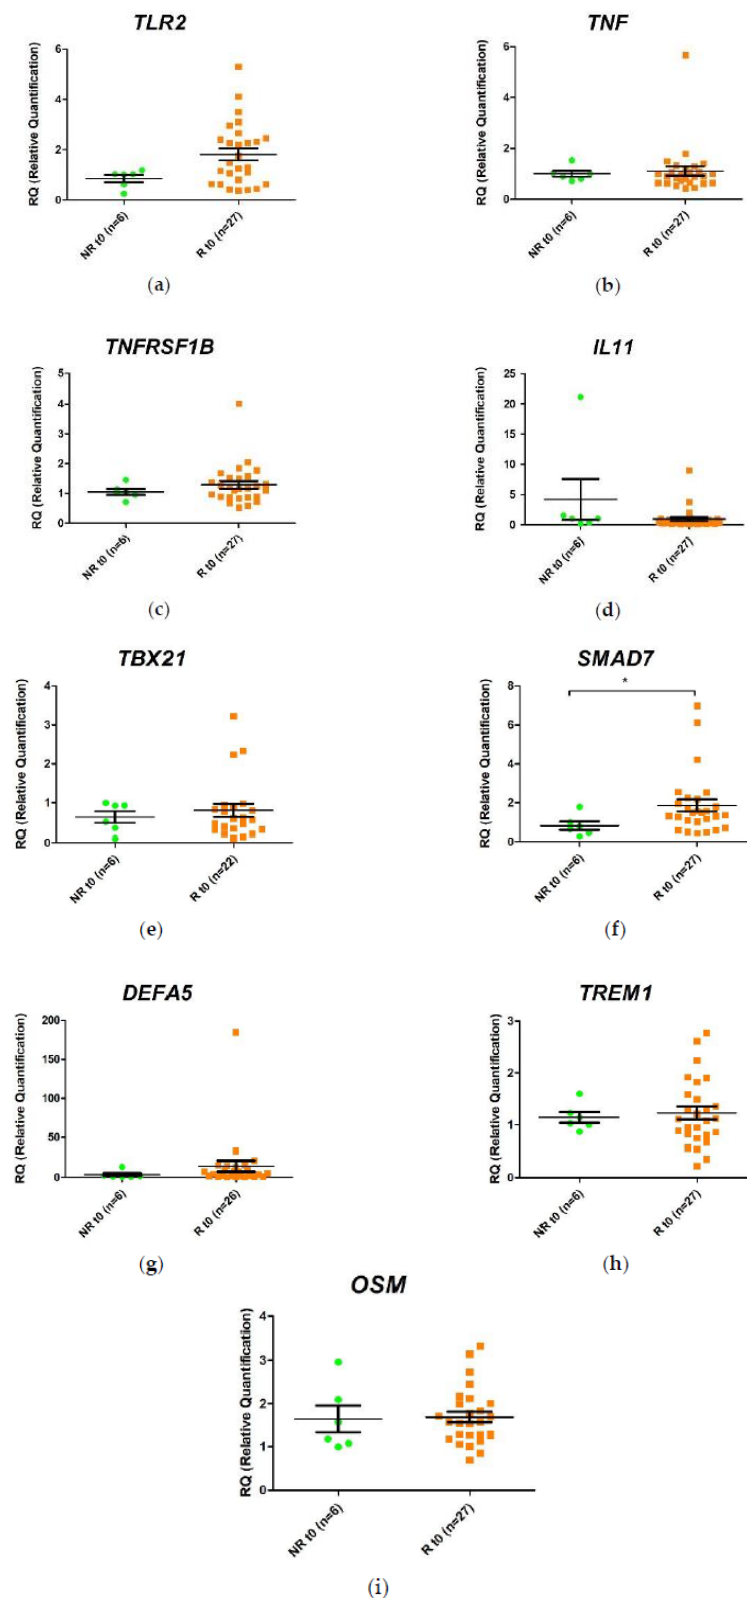 TLR2
TNF
RQ (Relative Quantification)
6
4
2
0
NR t0 (n=6)
R t0 (n=27)
RQ (Relative Quantification)
6
4
2
0
NR t0 (n=6)
R t0 (n=27)
(a)
(b)
TNFRSF1B
IL11
RQ (Relative Quantification)
5
4
3
2
1
0
NR t0 (n=6)
R t0 (n=27)
RQ (Relative Quantification)
25
20
15
10
5
0
NR t0 (n=6)
R t0 (n=27)
(c)
(d)
TBX21
SMAD7
RQ (Relative Quantification)
4
3
2
1
0
NR t0 (n=6)
R t0 (n=22)
RQ (Relative Quantification)
8
6
4
2
0
*
NR t0 (n=6)
R t0 (n=27)
(e)
(f)
DEFA5
TREM1
RQ (Relative Quantification)
200
150
100
50
0
NR t0 (n=6)
R t0 (n=26)
RQ (Relative Quantification)
3
2
1
0
NR t0 (n=6)
R t0 (n=27)
(g)
(h)
OSM
RQ (Relative Quantification)
4
3
2
1
0
NR t0 (n=6)
R t0 (n=27)
(i)